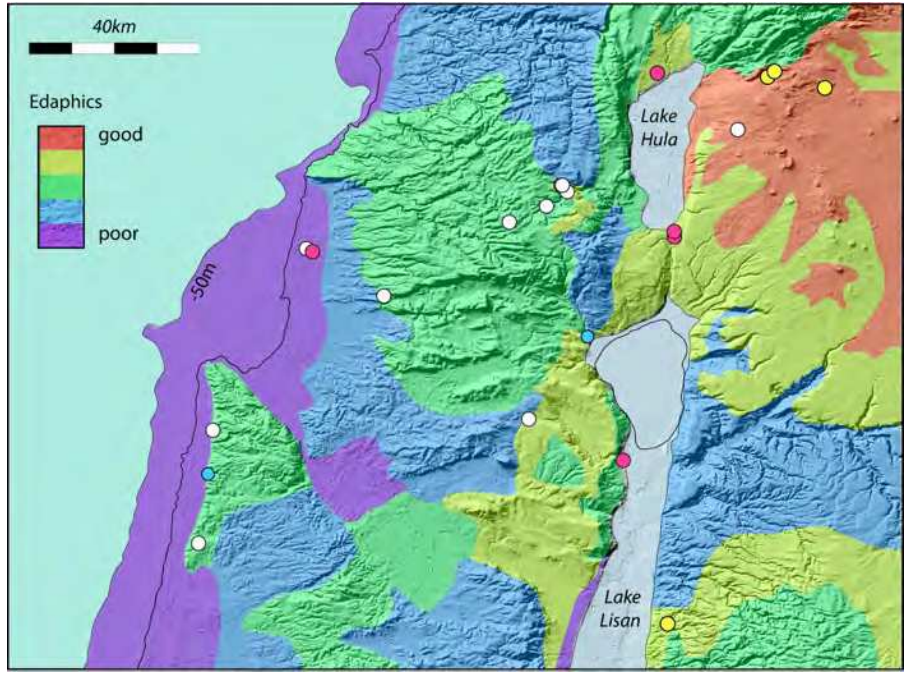 40km
Edaphics
good
poor
-50m
Lake
Hula
Lake
Lisan